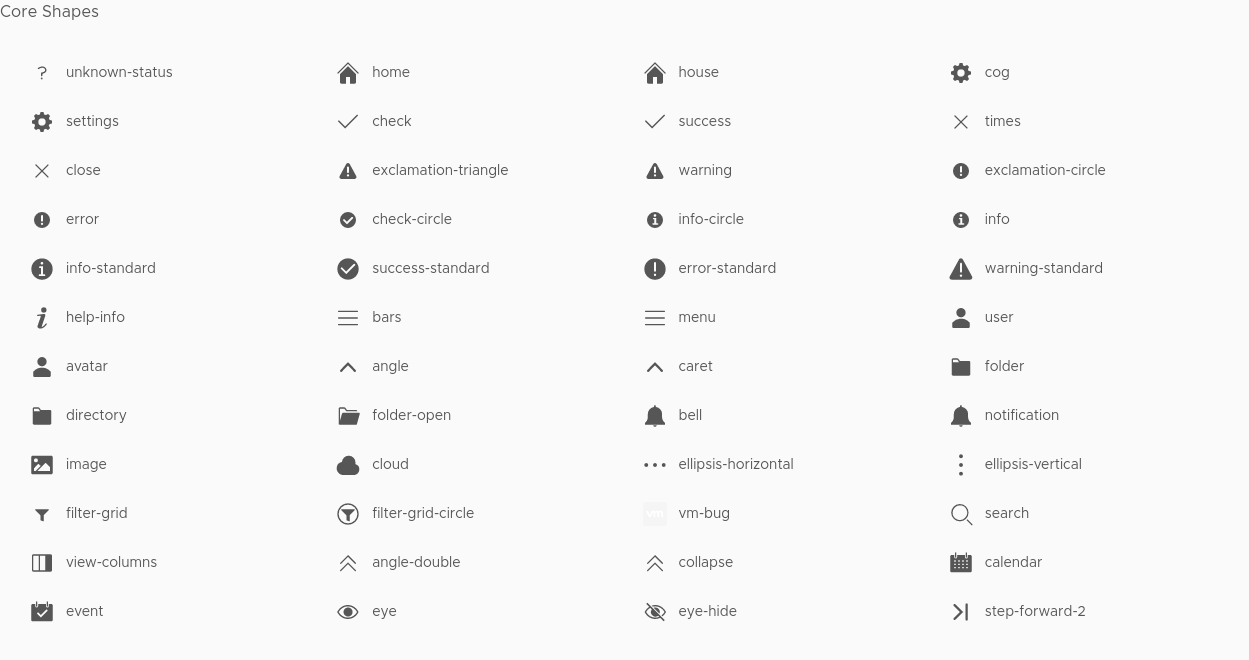 Core Shapes
unknown-status home house cog
settings check success times
close exclamation-triangle warning exclamation-circle
error check-circle info-circle info
info-standard success-standard error-standard warning-standard
help-info bars menu user
avatar angle caret folder
directory folder-open bell notification
image cloud ellipsis-horizontal ellipsis-vertical
filter-grid filter-grid-circle vm vm-bug search
view-columns angle-double collapse calendar
event eye eye-hide step-forward-2